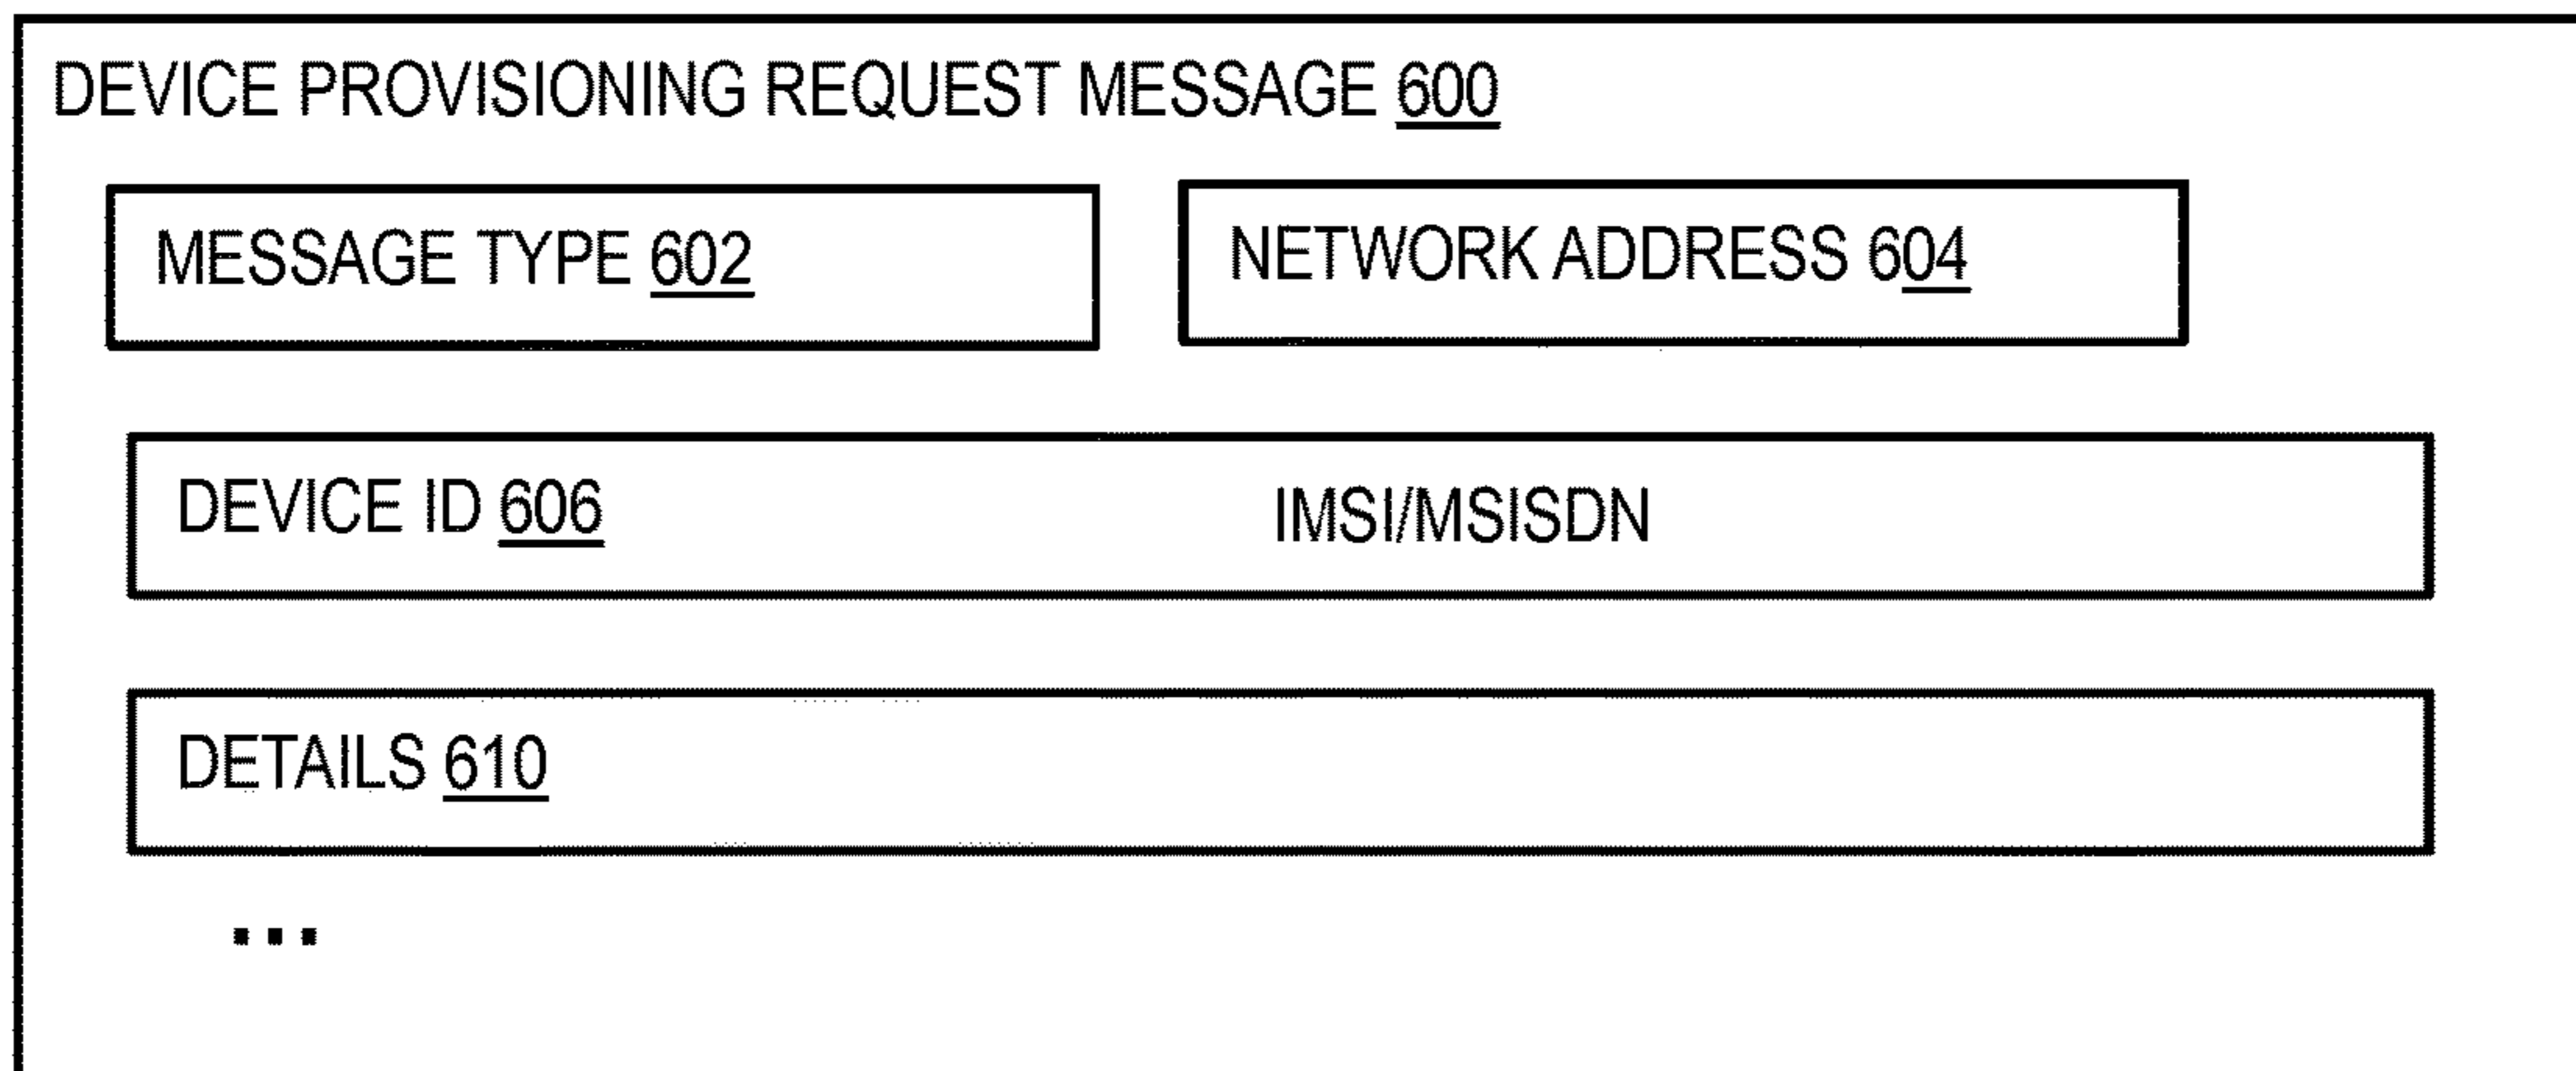 DEVICE PROVISIONING REQUEST MESSAGE 600
MESSAGE TYPE 602
NETWORK ADDRESS 604
DEVICE ID 606 IMSI/MSISDN
DETAILS 610
...